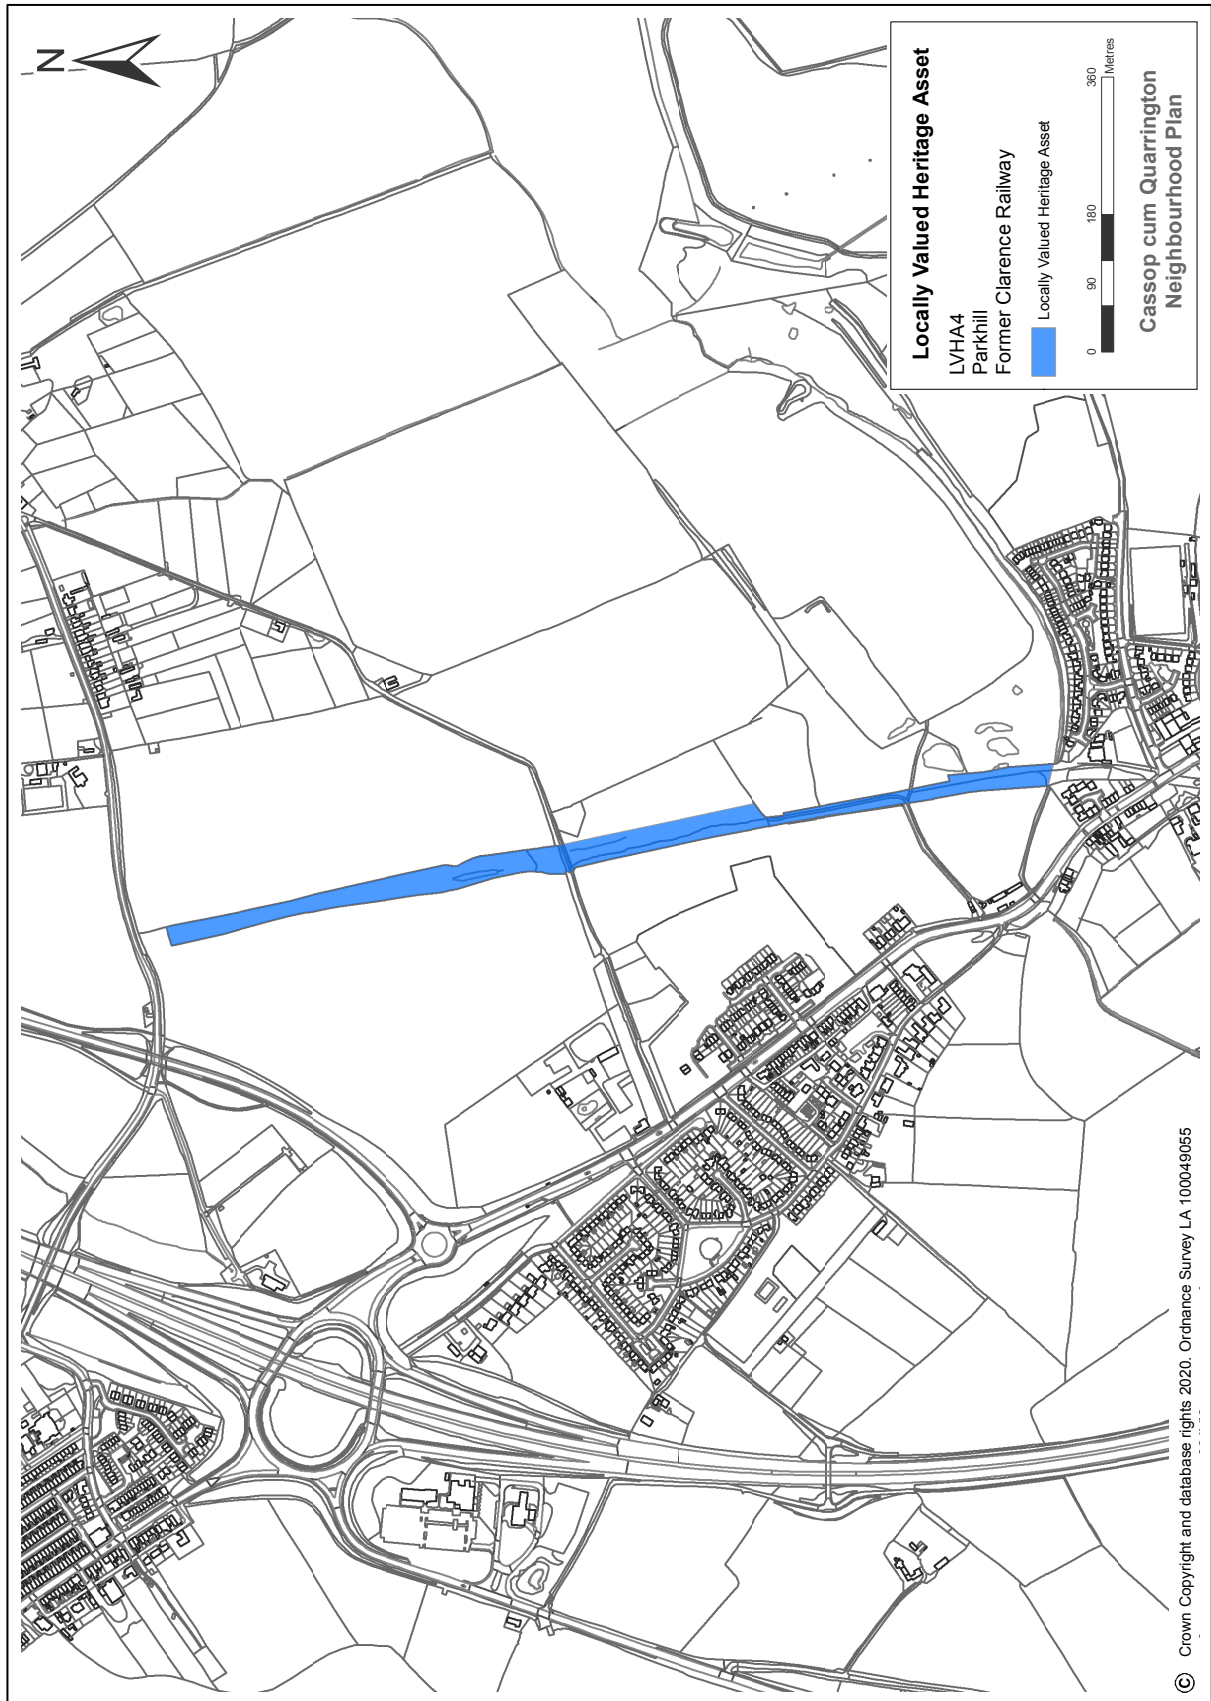 N
Locally Valued Heritage Asset
LVHA4
Parkhill
Former Clarence Railway
Locally Valued Heritage Asset
0 90 180 360
Metres
Cassop cum Quarrington
Neighbourhood Plan
© Crown Copyright and database rights 2020. Ordnance Survey LA 100049055